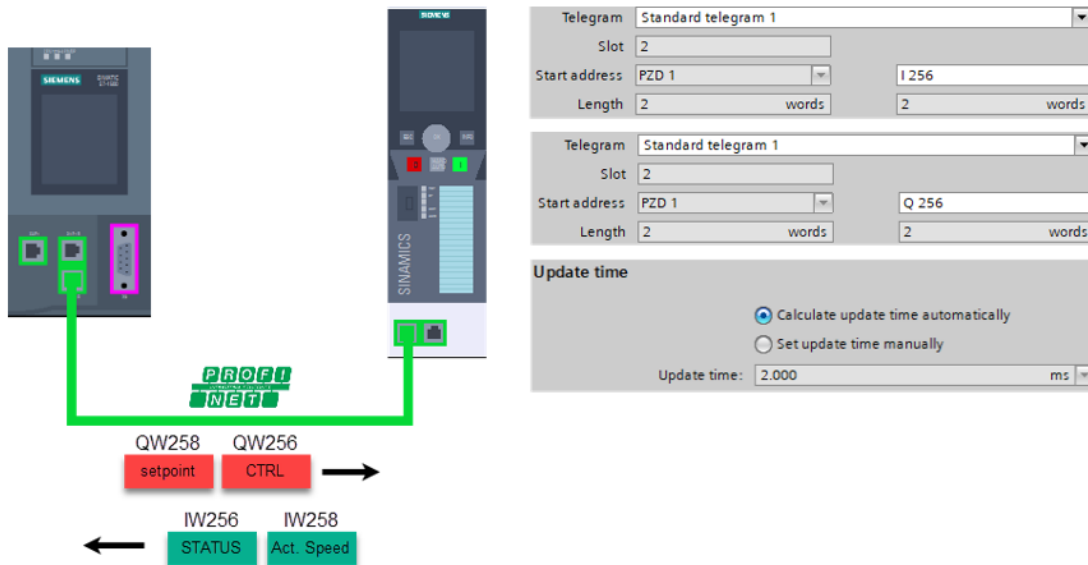 SIEMENS
SIMATIC
S7-1500
SIEMENS
SINAMICS
PROFI
NET
QW258 QW256
setpoint CTRL
IW256 IW258
STATUS Act. Speed
Telegram Standard telegram 1
Slot 2
Start address PZD 1 I 256
Length 2 words 2 words
Telegram Standard telegram 1
Slot 2
Start address PZD 1 Q 256
Length 2 words 2 words
Update time
Calculate update time automatically
Set update time manually
Update time: 2.000 ms